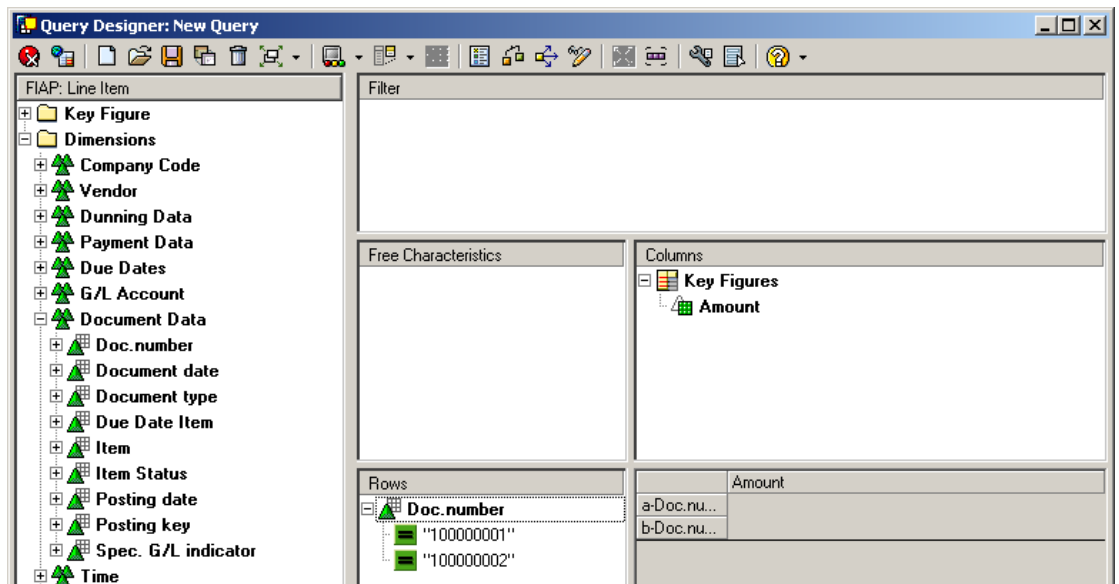 Query Designer: New Query
FIAP: Line Item
Key Figure
Dimensions
Company Code
Vendor
Dunning Data
Payment Data
Due Dates
G/L Account
Document Data
Doc.number
Document date
Document type
Due Date Item
Item
Item Status
Posting date
Posting key
Spec. G/L indicator
Time
Filter
Free Characteristics
Columns
Key Figures
Amount
Rows
Doc.number
"100000001"
"100000002"
Amount
a-Doc.nu...
b-Doc.nu...